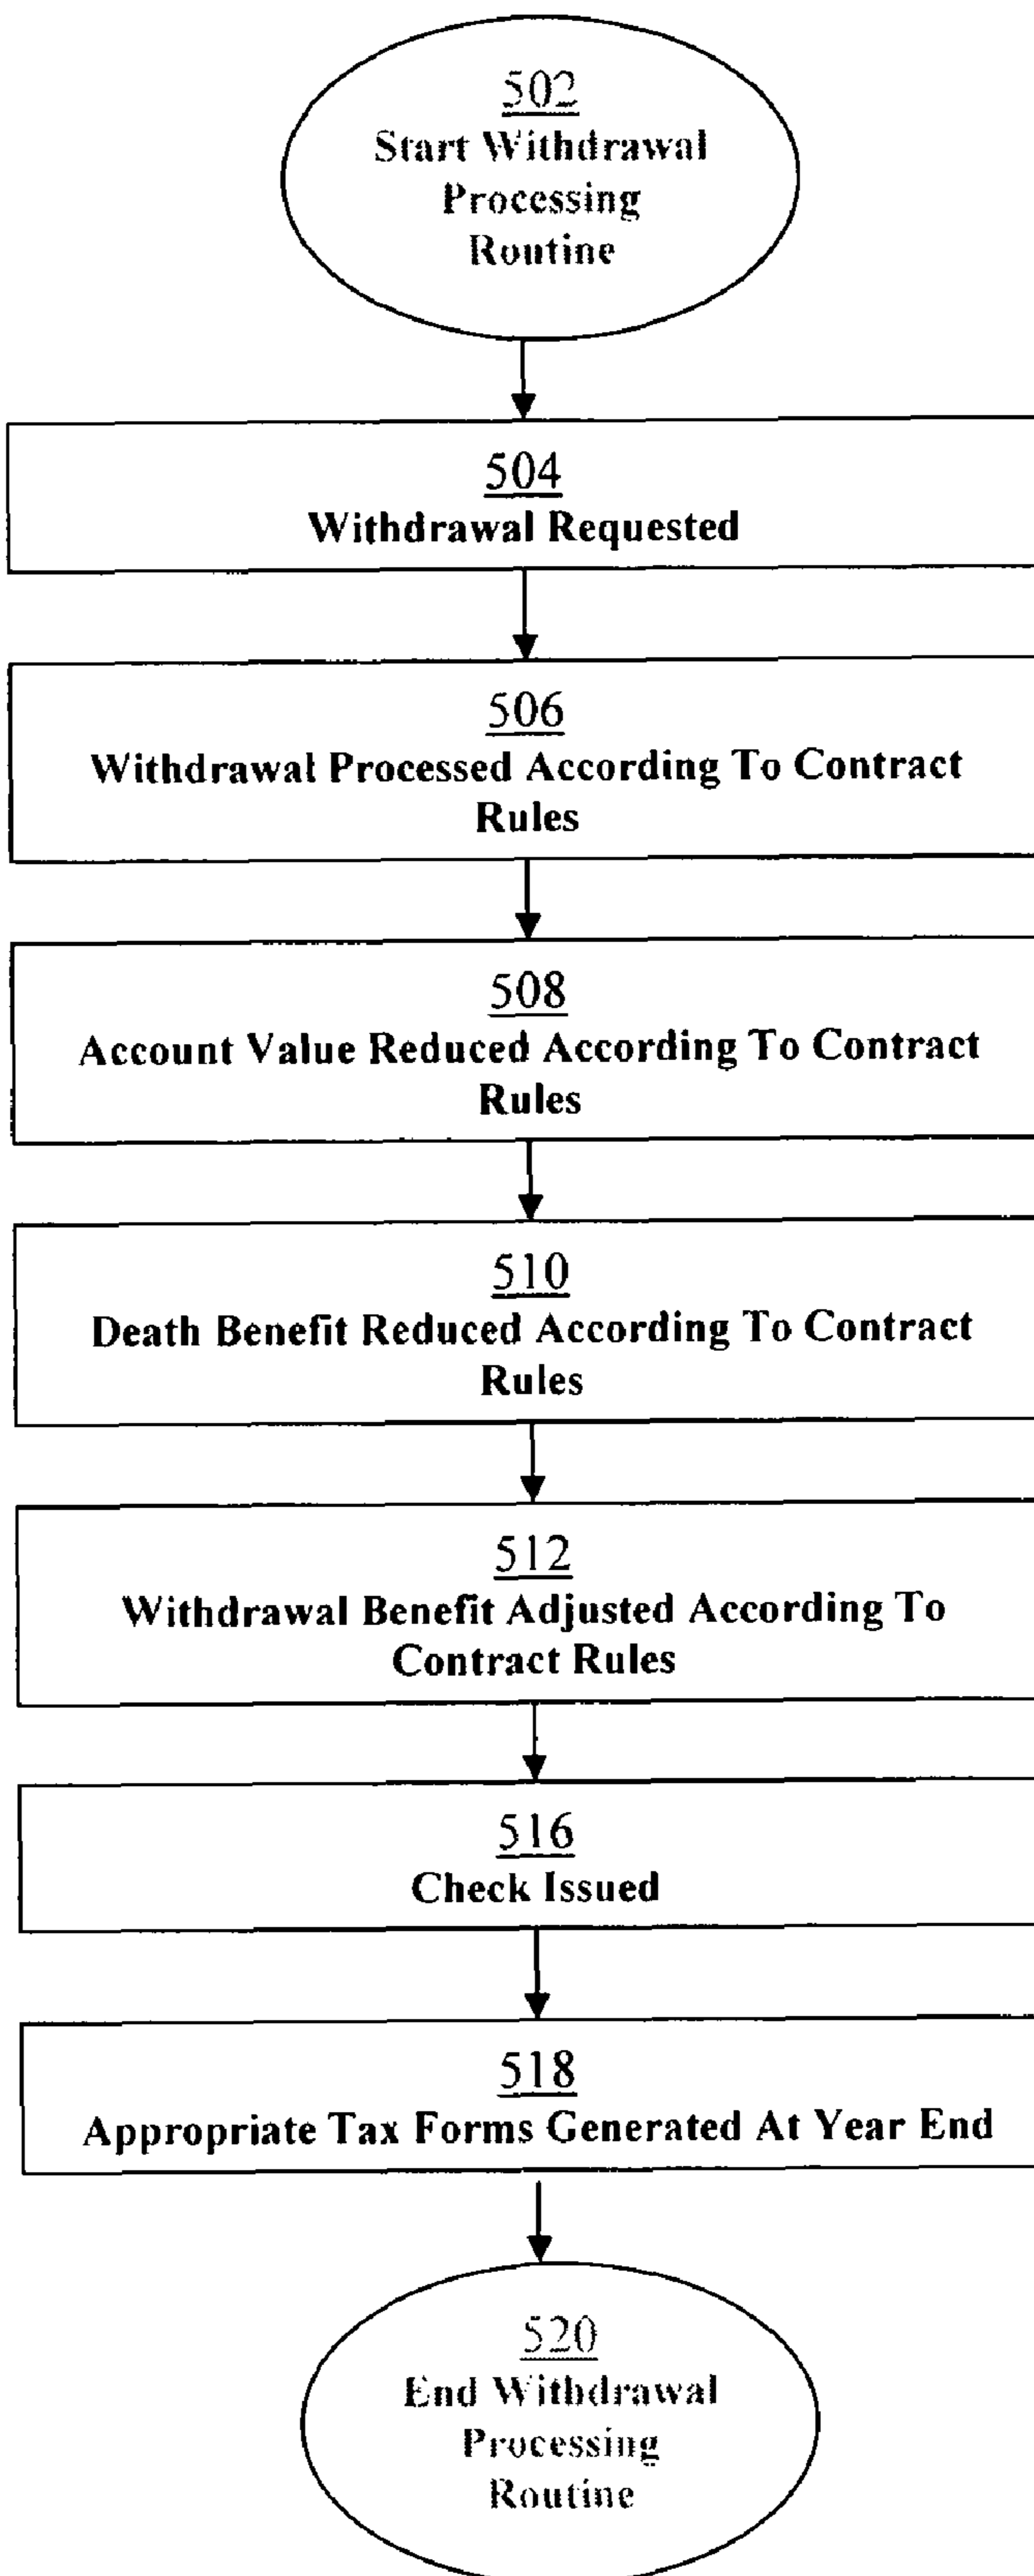 502
Start Withdrawal
Processing
Routine
504
Withdrawal Requested
506
Withdrawal Processed According To Contract
Rules
508
Account Value Reduced According To Contract
Rules
510
Death Benefit Reduced According To Contract
Rules
512
Withdrawal Benefit Adjusted According To
Contract Rules
516
Check Issued
518
Appropriate Tax Forms Generated At Year End
520
End Withdrawal
Processing
Routine